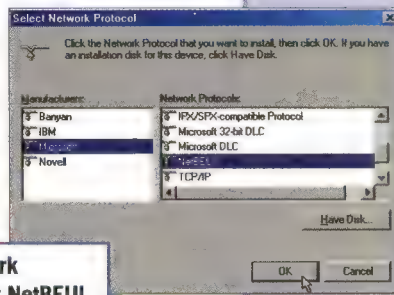 Select Network Protocol
Click the Network Protocol that you want to install, then click OK. If you have
an installation disk for this device, click Have Disk.
Manufacturers:
Network Protocols:
Banyan
IBM
Microsoft
Novell
IPX/SPX-compatible Protocol
Microsoft 32-bit DLC
Microsoft DLC
NetBEUI
TCP/IP
Have Disk...
OK
Cancel
NetBEUI